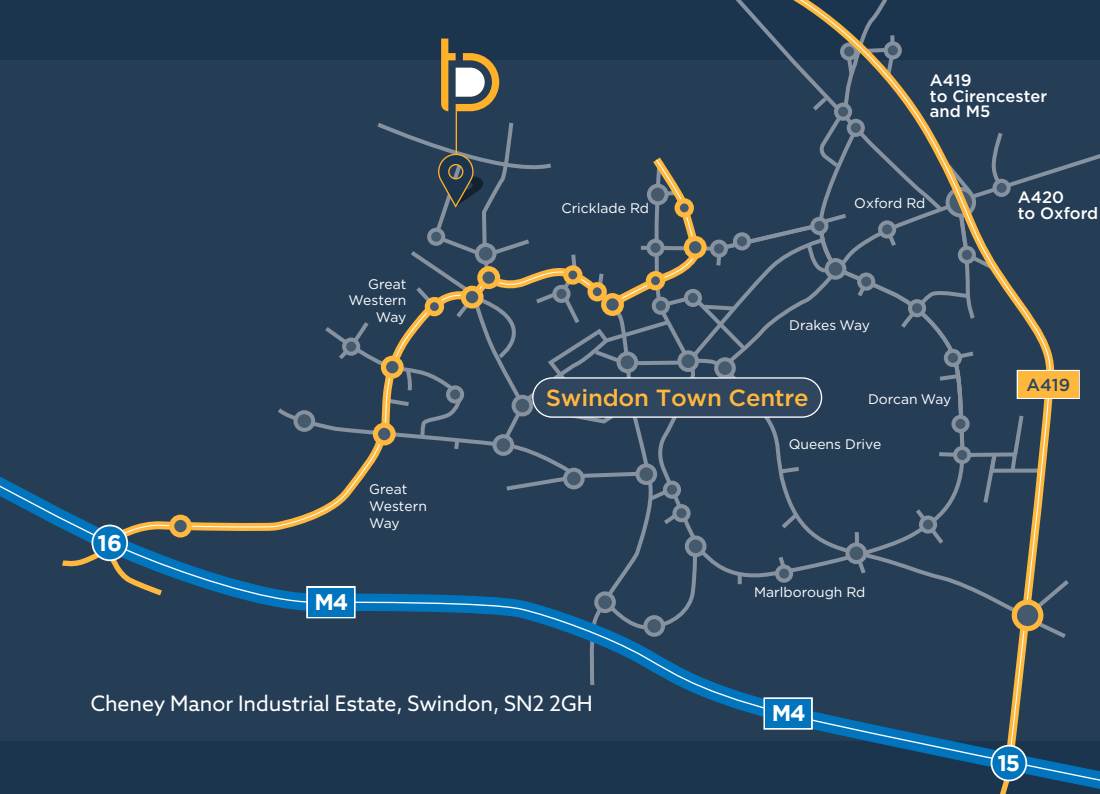 A419
to Cirencester
and M5
A420
to Oxford
Cricklade Rd
Oxford Rd
Great
Western
Way
Drakes Way
A419
Swindon Town Centre
Dorcan Way
Queens Drive
Great
Western
Way
16
M4
Marlborough Rd
Cheney Manor Industrial Estate, Swindon, SN2 2GH
M4
15